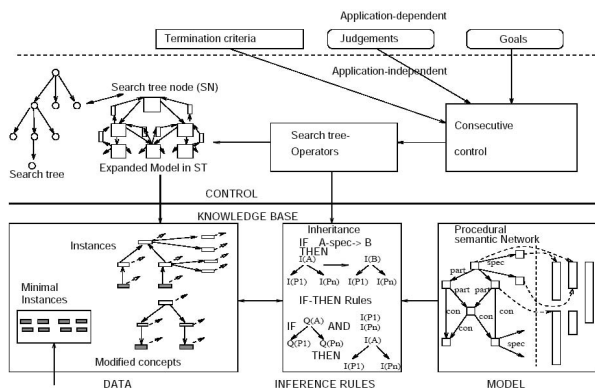 Application-dependent
Termination criteria
Judgements
Goals
Application-independent
Search tree node (SN)
Search tree-
Operators
Consecutive
control
Search tree
Expanded Model in ST
CONTROL
KNOWLEDGE BASE
Instances
Minimal
Instances
Modified concepts
Inheritance
IF A-spec-> B
THEN
I(A) I(B)
I(P1) I(Pn) I(P1) I(Pn)
IF-THEN Rules
IF Q(A) AND I(P1)
I(Pn)
Q(P1) Q(Pn) I(A)
THEN
I(P1) I(Pn)
Procedural
semantic Network
spec
part
part part
con con
con con
spec
DATA
INFERENCE RULES
MODEL